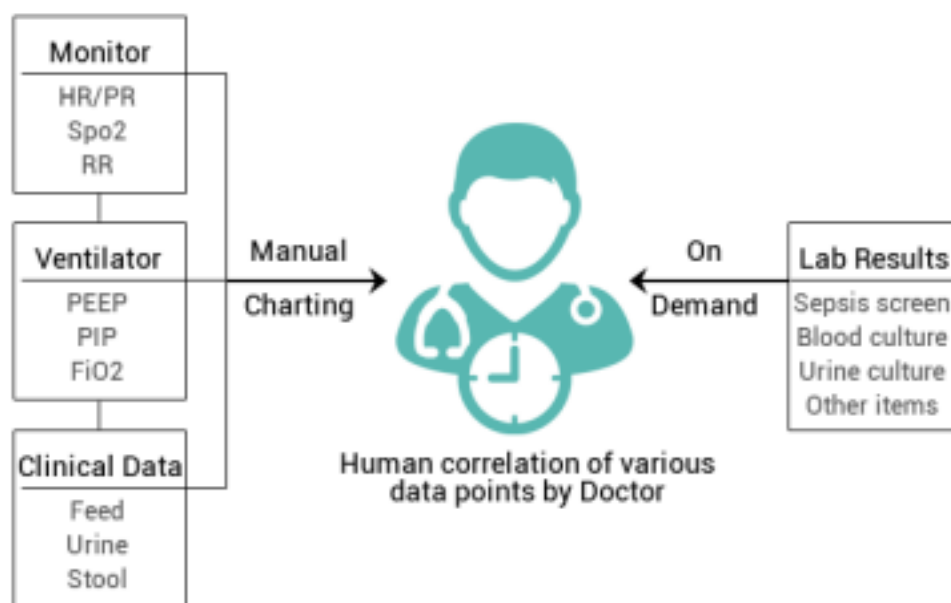 Monitor
HR/PR
Spo2
RR
Ventilator
PEEP
PIP
FiO2
Clinical Data
Feed
Urine
Stool
Manual
Charting
Human correlation of various
data points by Doctor
On
Demand
Lab Results
Sepsis screen
Blood culture
Urine culture
Other items